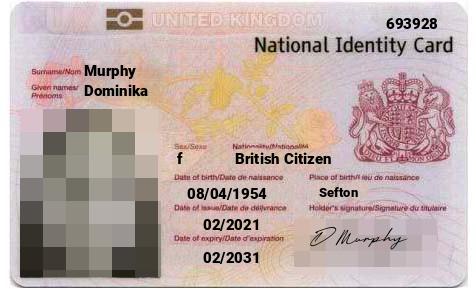 UNITED KINGDOM
693928
National Identity Card
Surname/Nom Murphy
Given names/
Prénoms Dominika
Sex/Sexe Nationality/Nationalité
f British Citizen
Date of birth/Date de naissance Place of birth/Lieu de naissance
08/04/1954 Sefton
Date of issue/Date de délivrance Holder's signature/Signature du titulaire
02/2021
D Murphy
Date of expiry/Date d'expiration
02/2031